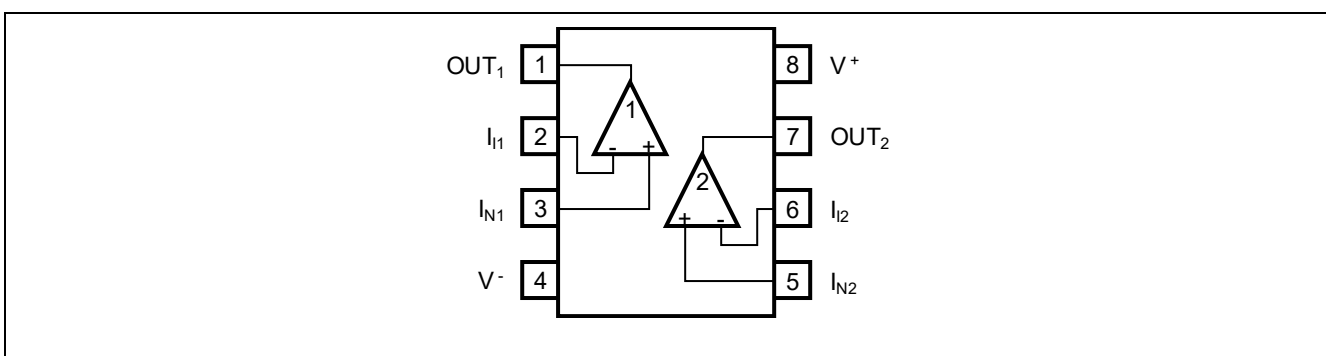 OUT1 1 8 V+
1
II1 2 - + 7 OUT2
2
IN1 3 + - 6 II2
V- 4 5 IN2